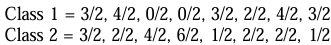 Class 1 = 3/2, 4/2, 0/2, 0/2, 3/2, 2/2, 4/2, 3/2
Class 2 = 3/2, 2/2, 4/2, 6/2, 1/2, 2/2, 2/2, 1/2